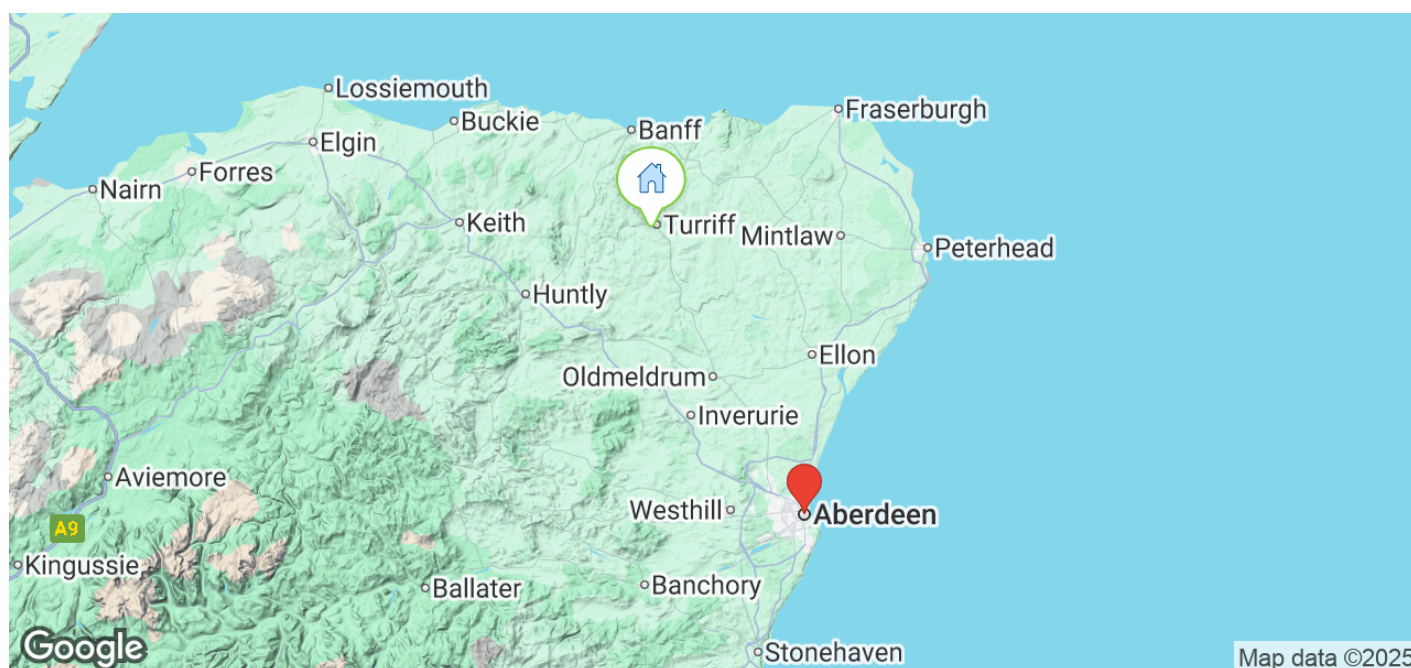 Lossiemouth
Fraserburgh
Buckie
Banff
Elgin
Forres
Nairn
Keith
Turriff
Mintlaw
Peterhead
Huntly
Ellon
Oldmeldrum
Inverurie
Aviemore
Westhill
Aberdeen
A9
Kingussie
Ballater
Banchory
Google
Stonehaven
Map data ©2025